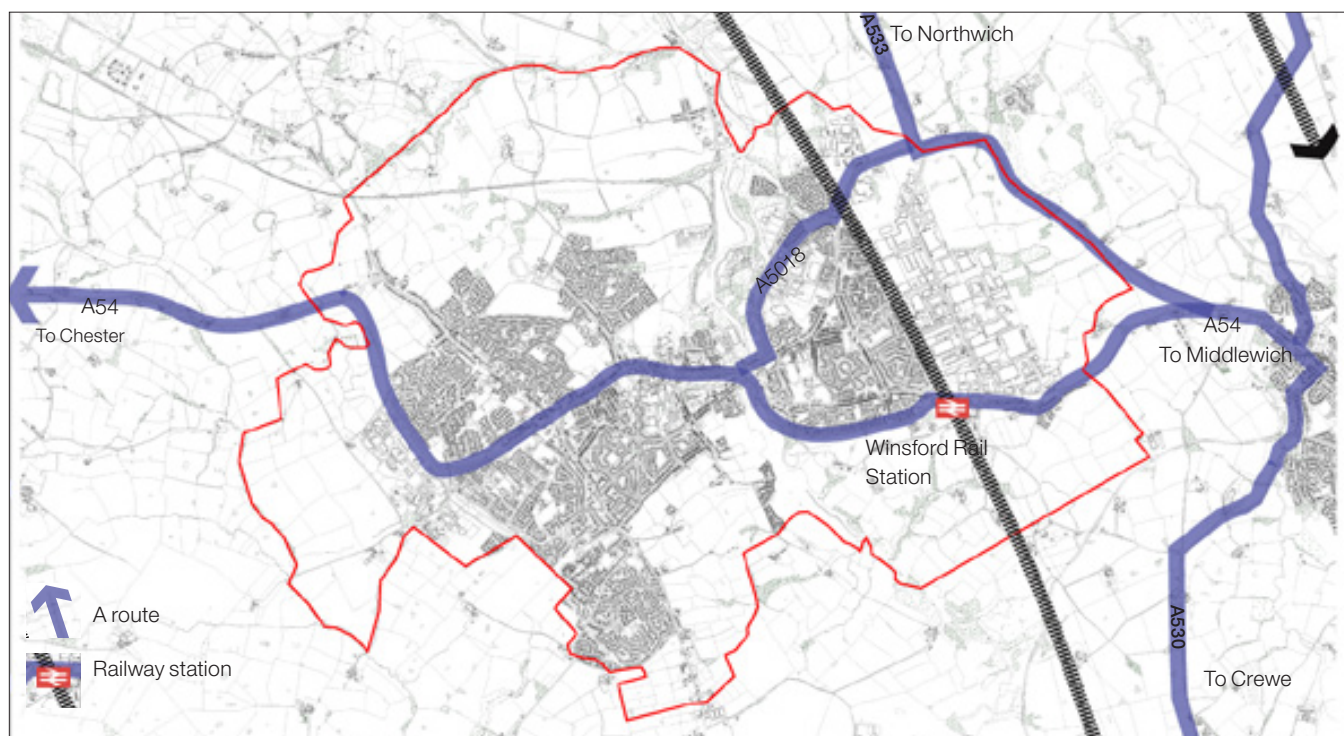 A533
To Northwich
A5018
A54
To Chester
A54
To Middlewich
Winsford Rail
Station
A route
A530
Railway station
To Crewe